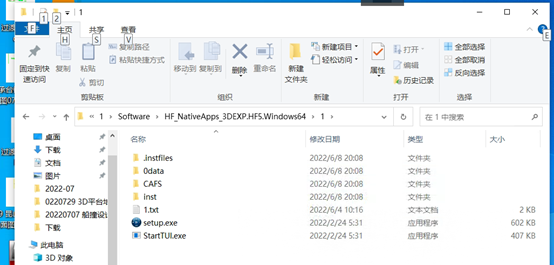 1 2 1
F 主页 共享 查看
H S V E
固定到快速访问
复制
粘贴
复制路径
粘贴快捷方式
剪切
移动到
复制到
删除
重命名
组织
新建文件夹
新建项目
轻松访问
新建
属性
打开
编辑
历史记录
打开
全部选择
全部取消
反向选择
选择
剪贴板
1 > Software > HF_NativeApps_3DEXP.HF5.Windows64 > 1
在 1 中搜索
名称 修改日期 类型 大小
桌面
下载
文档
图片
2022-07
0220729 3D平台
20220707 船撞设
下载
此电脑
3D 对象
.instfiles 2022/6/8 20:08 文件夹
0data 2022/6/8 20:08 文件夹
CAFS 2022/6/8 20:08 文件夹
inst 2022/6/8 20:08 文件夹
1.txt 2022/6/4 10:16 文本文档 2 KB
setup.exe 2022/2/24 5:31 应用程序 602 KB
StartTUI.exe 2022/2/24 5:31 应用程序 407 KB